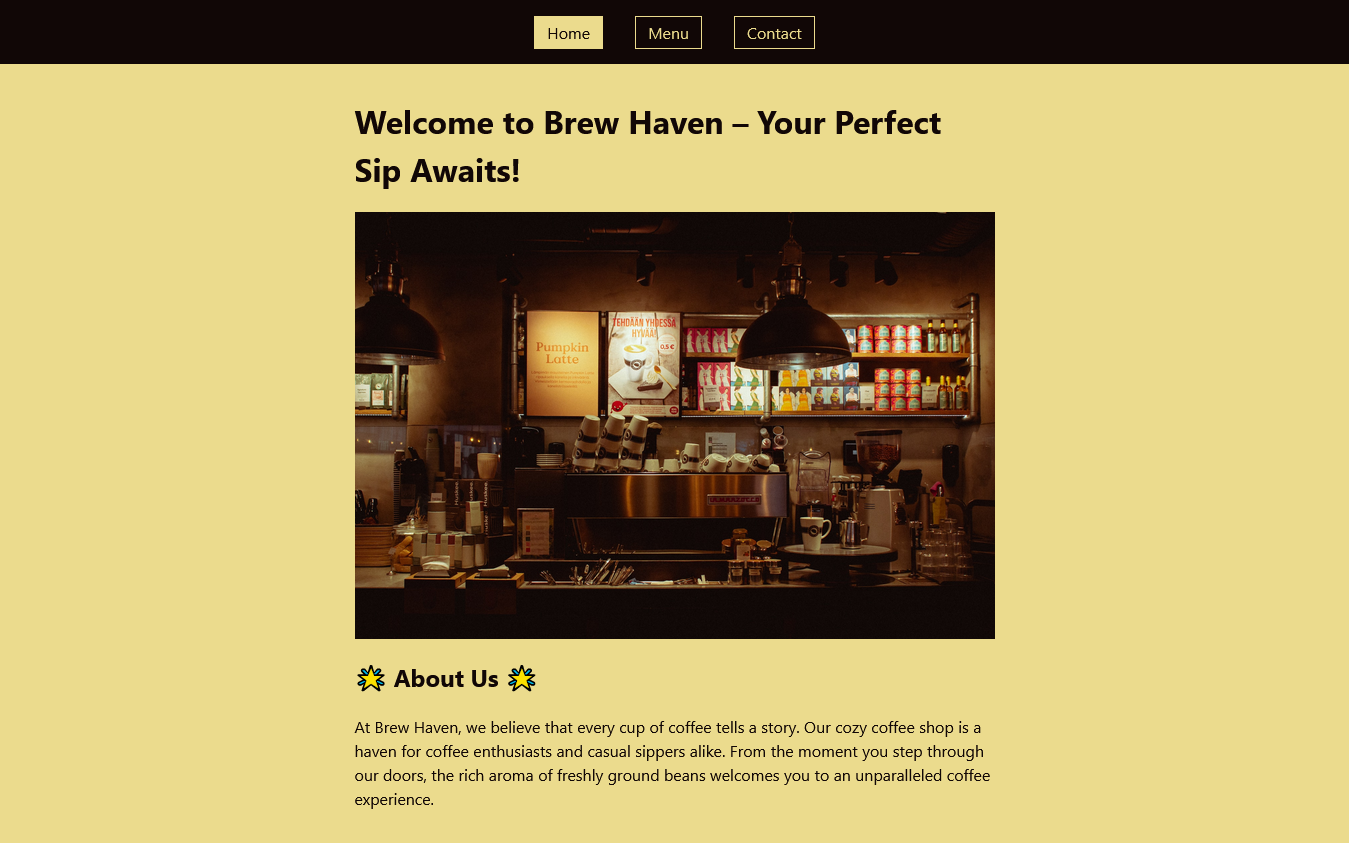 Home Menu Contact
Welcome to Brew Haven – Your Perfect
Sip Awaits!
Pumpkin
Latte
TEHDÄÄN YHDESSÄ
HYVÄÄ!
0,5 €
🌟 About Us 🌟
At Brew Haven, we believe that every cup of coffee tells a story. Our cozy coffee shop is a
haven for coffee enthusiasts and casual sippers alike. From the moment you step through
our doors, the rich aroma of freshly ground beans welcomes you to an unparalleled coffee
experience.